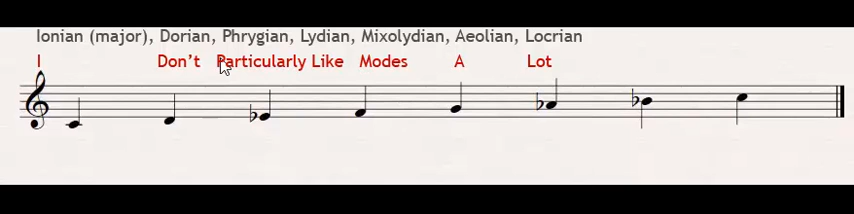 Ionian (major), Dorian, Phrygian, Lydian, Mixolydian, Aeolian, Locrian
I Don't Particularly Like Modes A Lot